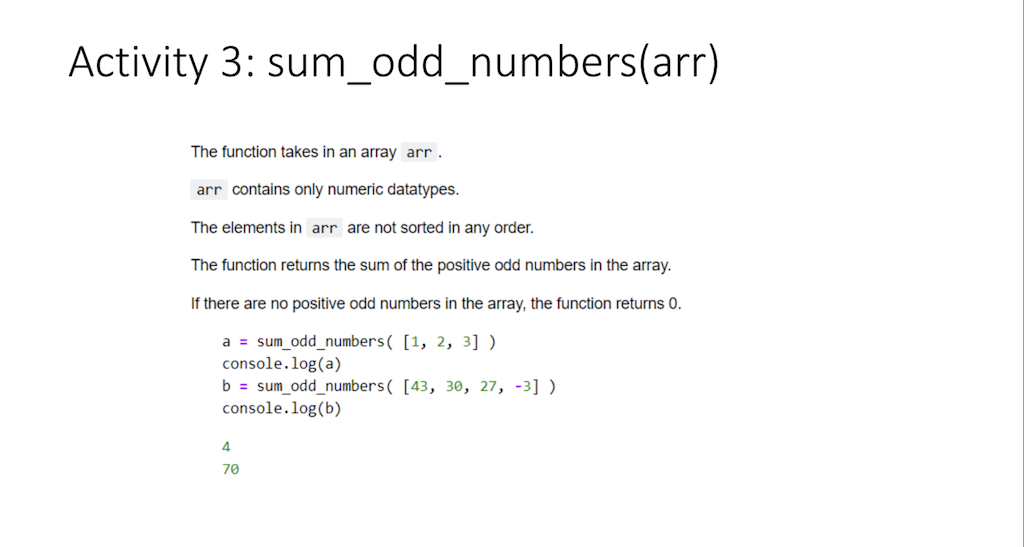 Activity 3: sum_odd_numbers(arr)
The function takes in an array arr .
arr contains only numeric datatypes.
The elements in arr are not sorted in any order.
The function returns the sum of the positive odd numbers in the array.
If there are no positive odd numbers in the array, the function returns 0.
a = sum_odd_numbers( [1, 2, 3] )
console.log(a)
b = sum_odd_numbers( [43, 30, 27, -3] )
console.log(b)
4
70